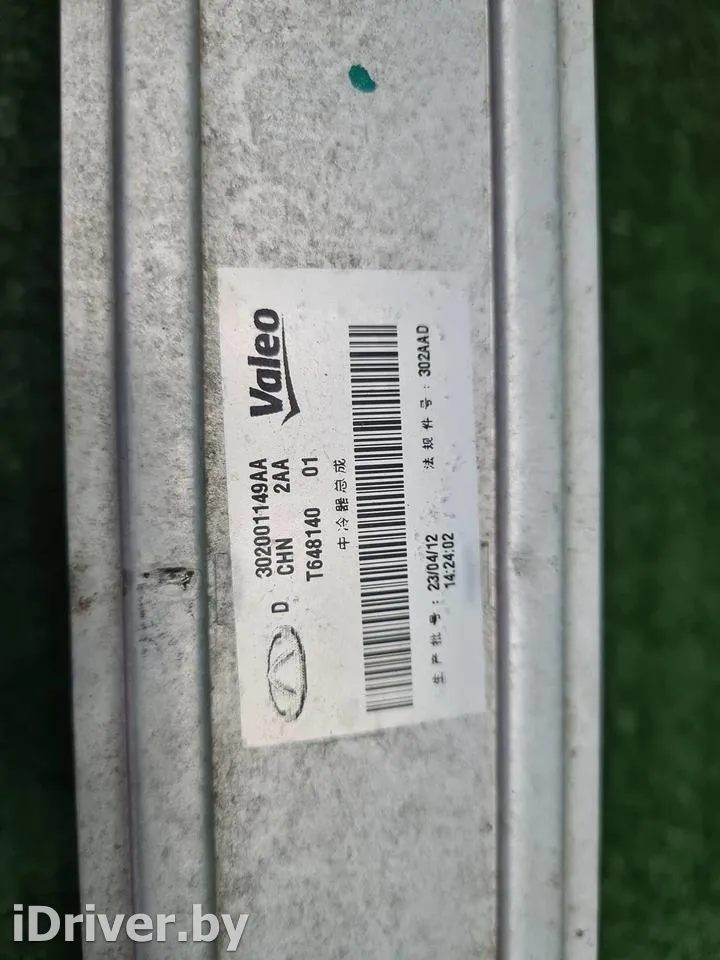 Valeo
D 302001149AA
CHN 2AA
T648140 01
中冷器总成
生产批号: 23/04/12
14:24:02
法规件号: 302AAD
iDriver.by